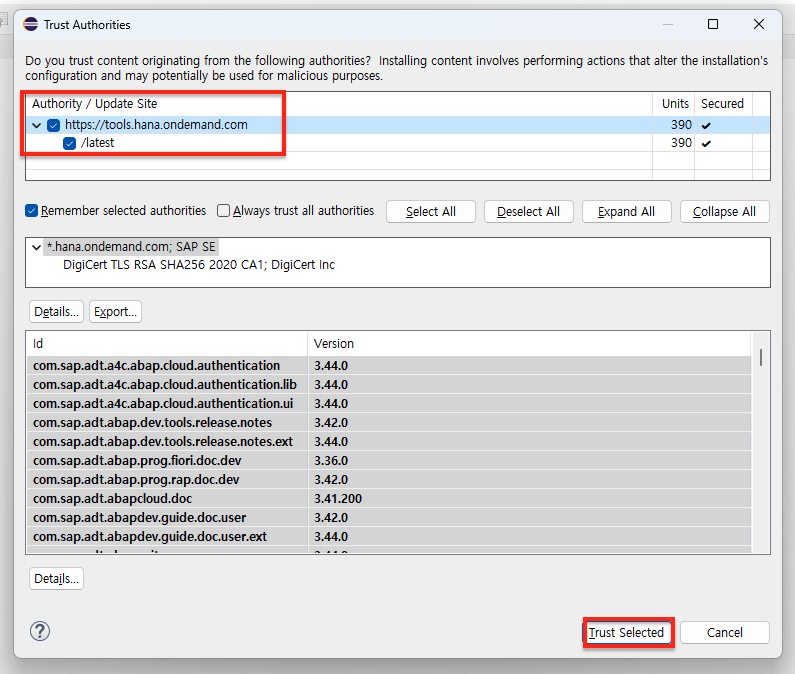 Trust Authorities
Do you trust content originating from the following authorities?  Installing content involves performing actions that alter the installation's
configuration and may potentially be used for malicious purposes.
Authority / Update Site Units Secured
https://tools.hana.ondemand.com 390
/latest 390
Remember selected authorities Always trust all authorities Select All Deselect All Expand All Collapse All
*.hana.ondemand.com; SAP SE
DigiCert TLS RSA SHA256 2020 CA1; DigiCert Inc
Details... Export...
Id Version
com.sap.adt.a4c.abap.cloud.authentication 3.44.0
com.sap.adt.a4c.abap.cloud.authentication.lib 3.44.0
com.sap.adt.a4c.abap.cloud.authentication.ui 3.44.0
com.sap.adt.abap.dev.tools.release.notes 3.42.0
com.sap.adt.abap.dev.tools.release.notes.ext 3.44.0
com.sap.adt.abap.prog.fiori.doc.dev 3.36.0
com.sap.adt.abap.prog.rap.doc.dev 3.42.0
com.sap.adt.abapcloud.doc 3.41.200
com.sap.adt.abapdev.guide.doc.user 3.42.0
com.sap.adt.abapdev.guide.doc.user.ext 3.44.0
Details...
? Trust Selected Cancel